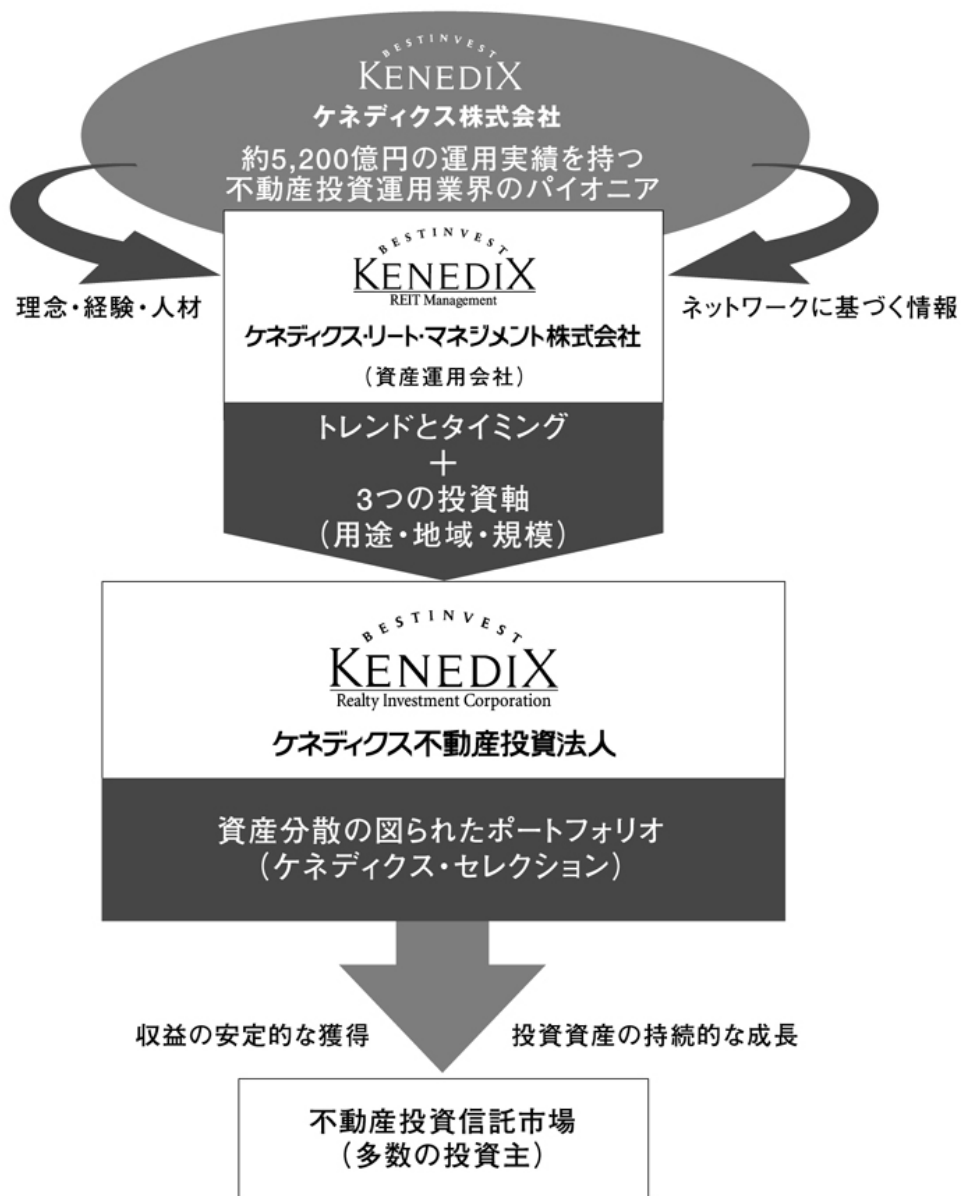 BESTINVEST
KENEDIX
ケネディクス株式会社
約5,200億円の運用実績を持つ
不動産投資運用業界のパイオニア
BESTINVEST
KENEDIX
REIT Management
ケネディクス・リート・マネジメント株式会社
（資産運用会社）
理念・経験・人材
ネットワークに基づく情報
トレンドとタイミング
＋
3つの投資軸
（用途・地域・規模）
BESTINVEST
KENEDIX
Realty Investment Corporation
ケネディクス不動産投資法人
資産分散の図られたポートフォリオ
（ケネディクス・セレクション）
収益の安定的な獲得
投資資産の持続的な成長
不動産投資信託市場
（多数の投資主）